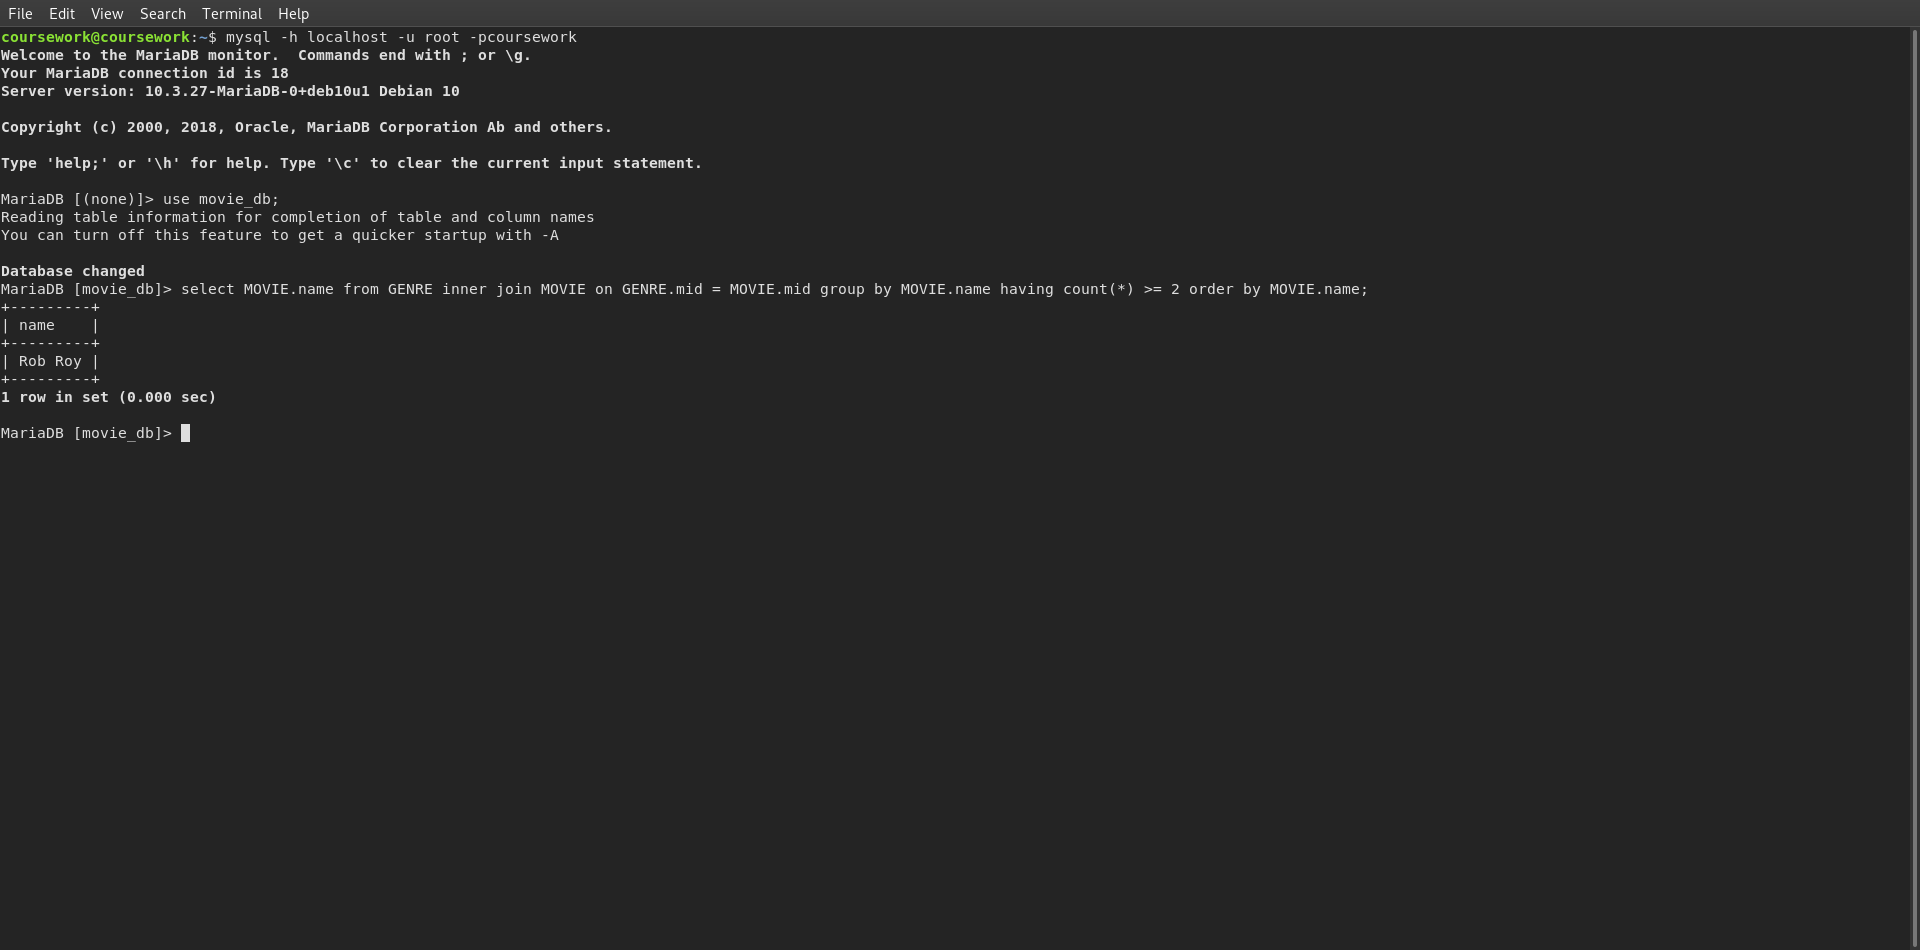 File Edit View Search Terminal Help
coursework@coursework:~$ mysql -h localhost -u root -pcoursework
Welcome to the MariaDB monitor.  Commands end with ; or \g.
Your MariaDB connection id is 18
Server version: 10.3.27-MariaDB-0+deb10u1 Debian 10
Copyright (c) 2000, 2018, Oracle, MariaDB Corporation Ab and others.
Type 'help;' or '\h' for help. Type '\c' to clear the current input statement.
MariaDB [(none)]> use movie_db;
Reading table information for completion of table and column names
You can turn off this feature to get a quicker startup with -A
Database changed
MariaDB [movie_db]> select MOVIE.name from GENRE inner join MOVIE on GENRE.mid = MOVIE.mid group by MOVIE.name having count(*) >= 2 order by MOVIE.name;
+---------+
| name    |
+---------+
| Rob Roy |
+---------+
1 row in set (0.000 sec)
MariaDB [movie_db]>